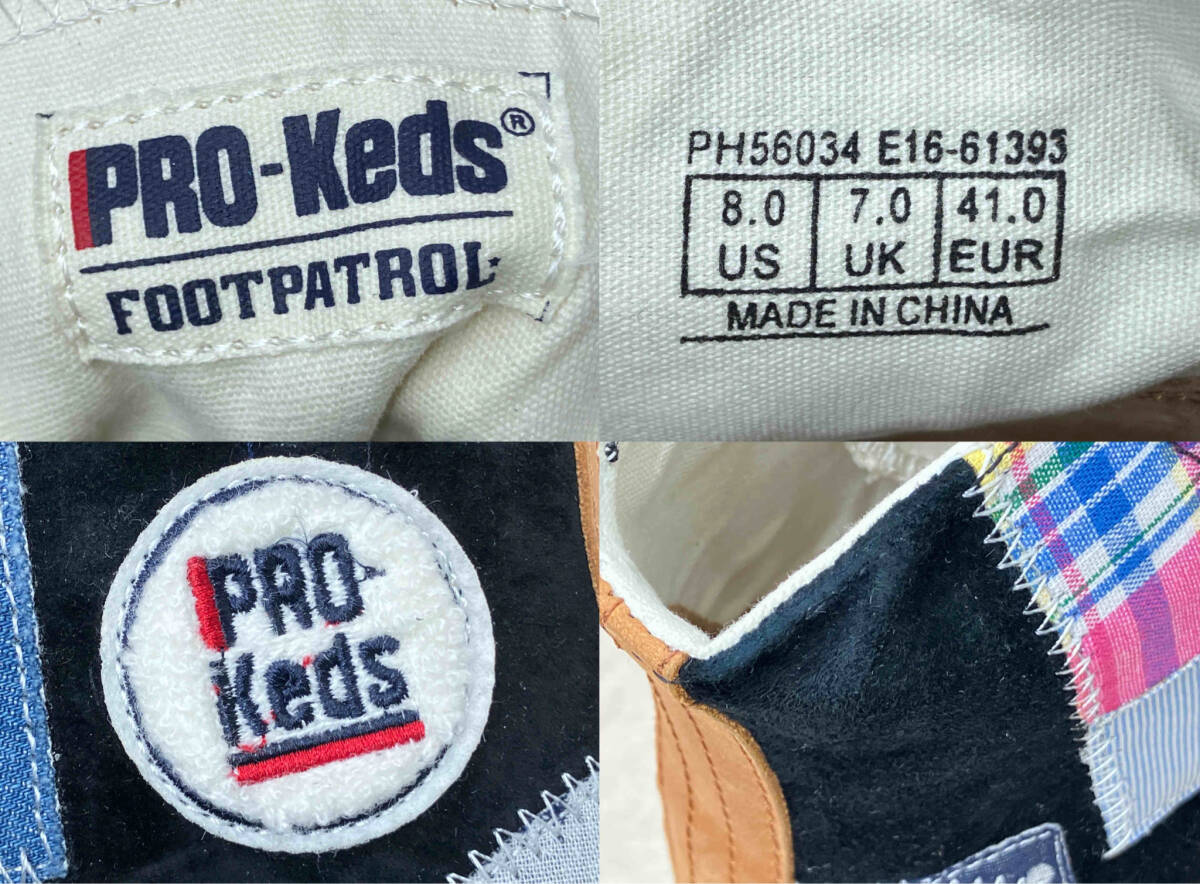 PRO-Keds®
FOOTPATROL
PH56034 E16-61393
8.0 7.0 41.0
US UK EUR
MADE IN CHINA
PRO
Keds